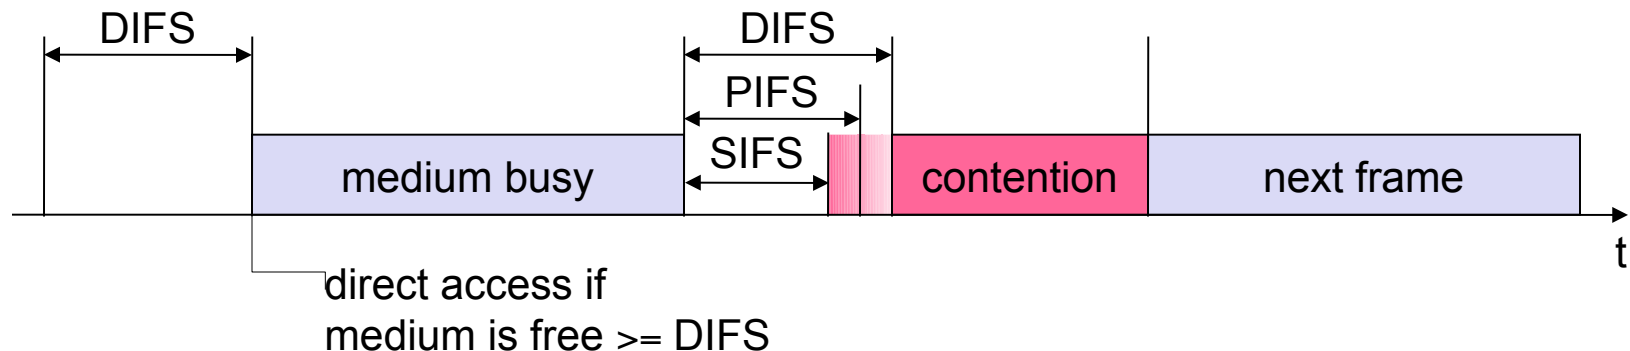 DIFS
DIFS
PIFS
SIFS
medium busy
contention
next frame
t
direct access if
medium is free >= DIFS